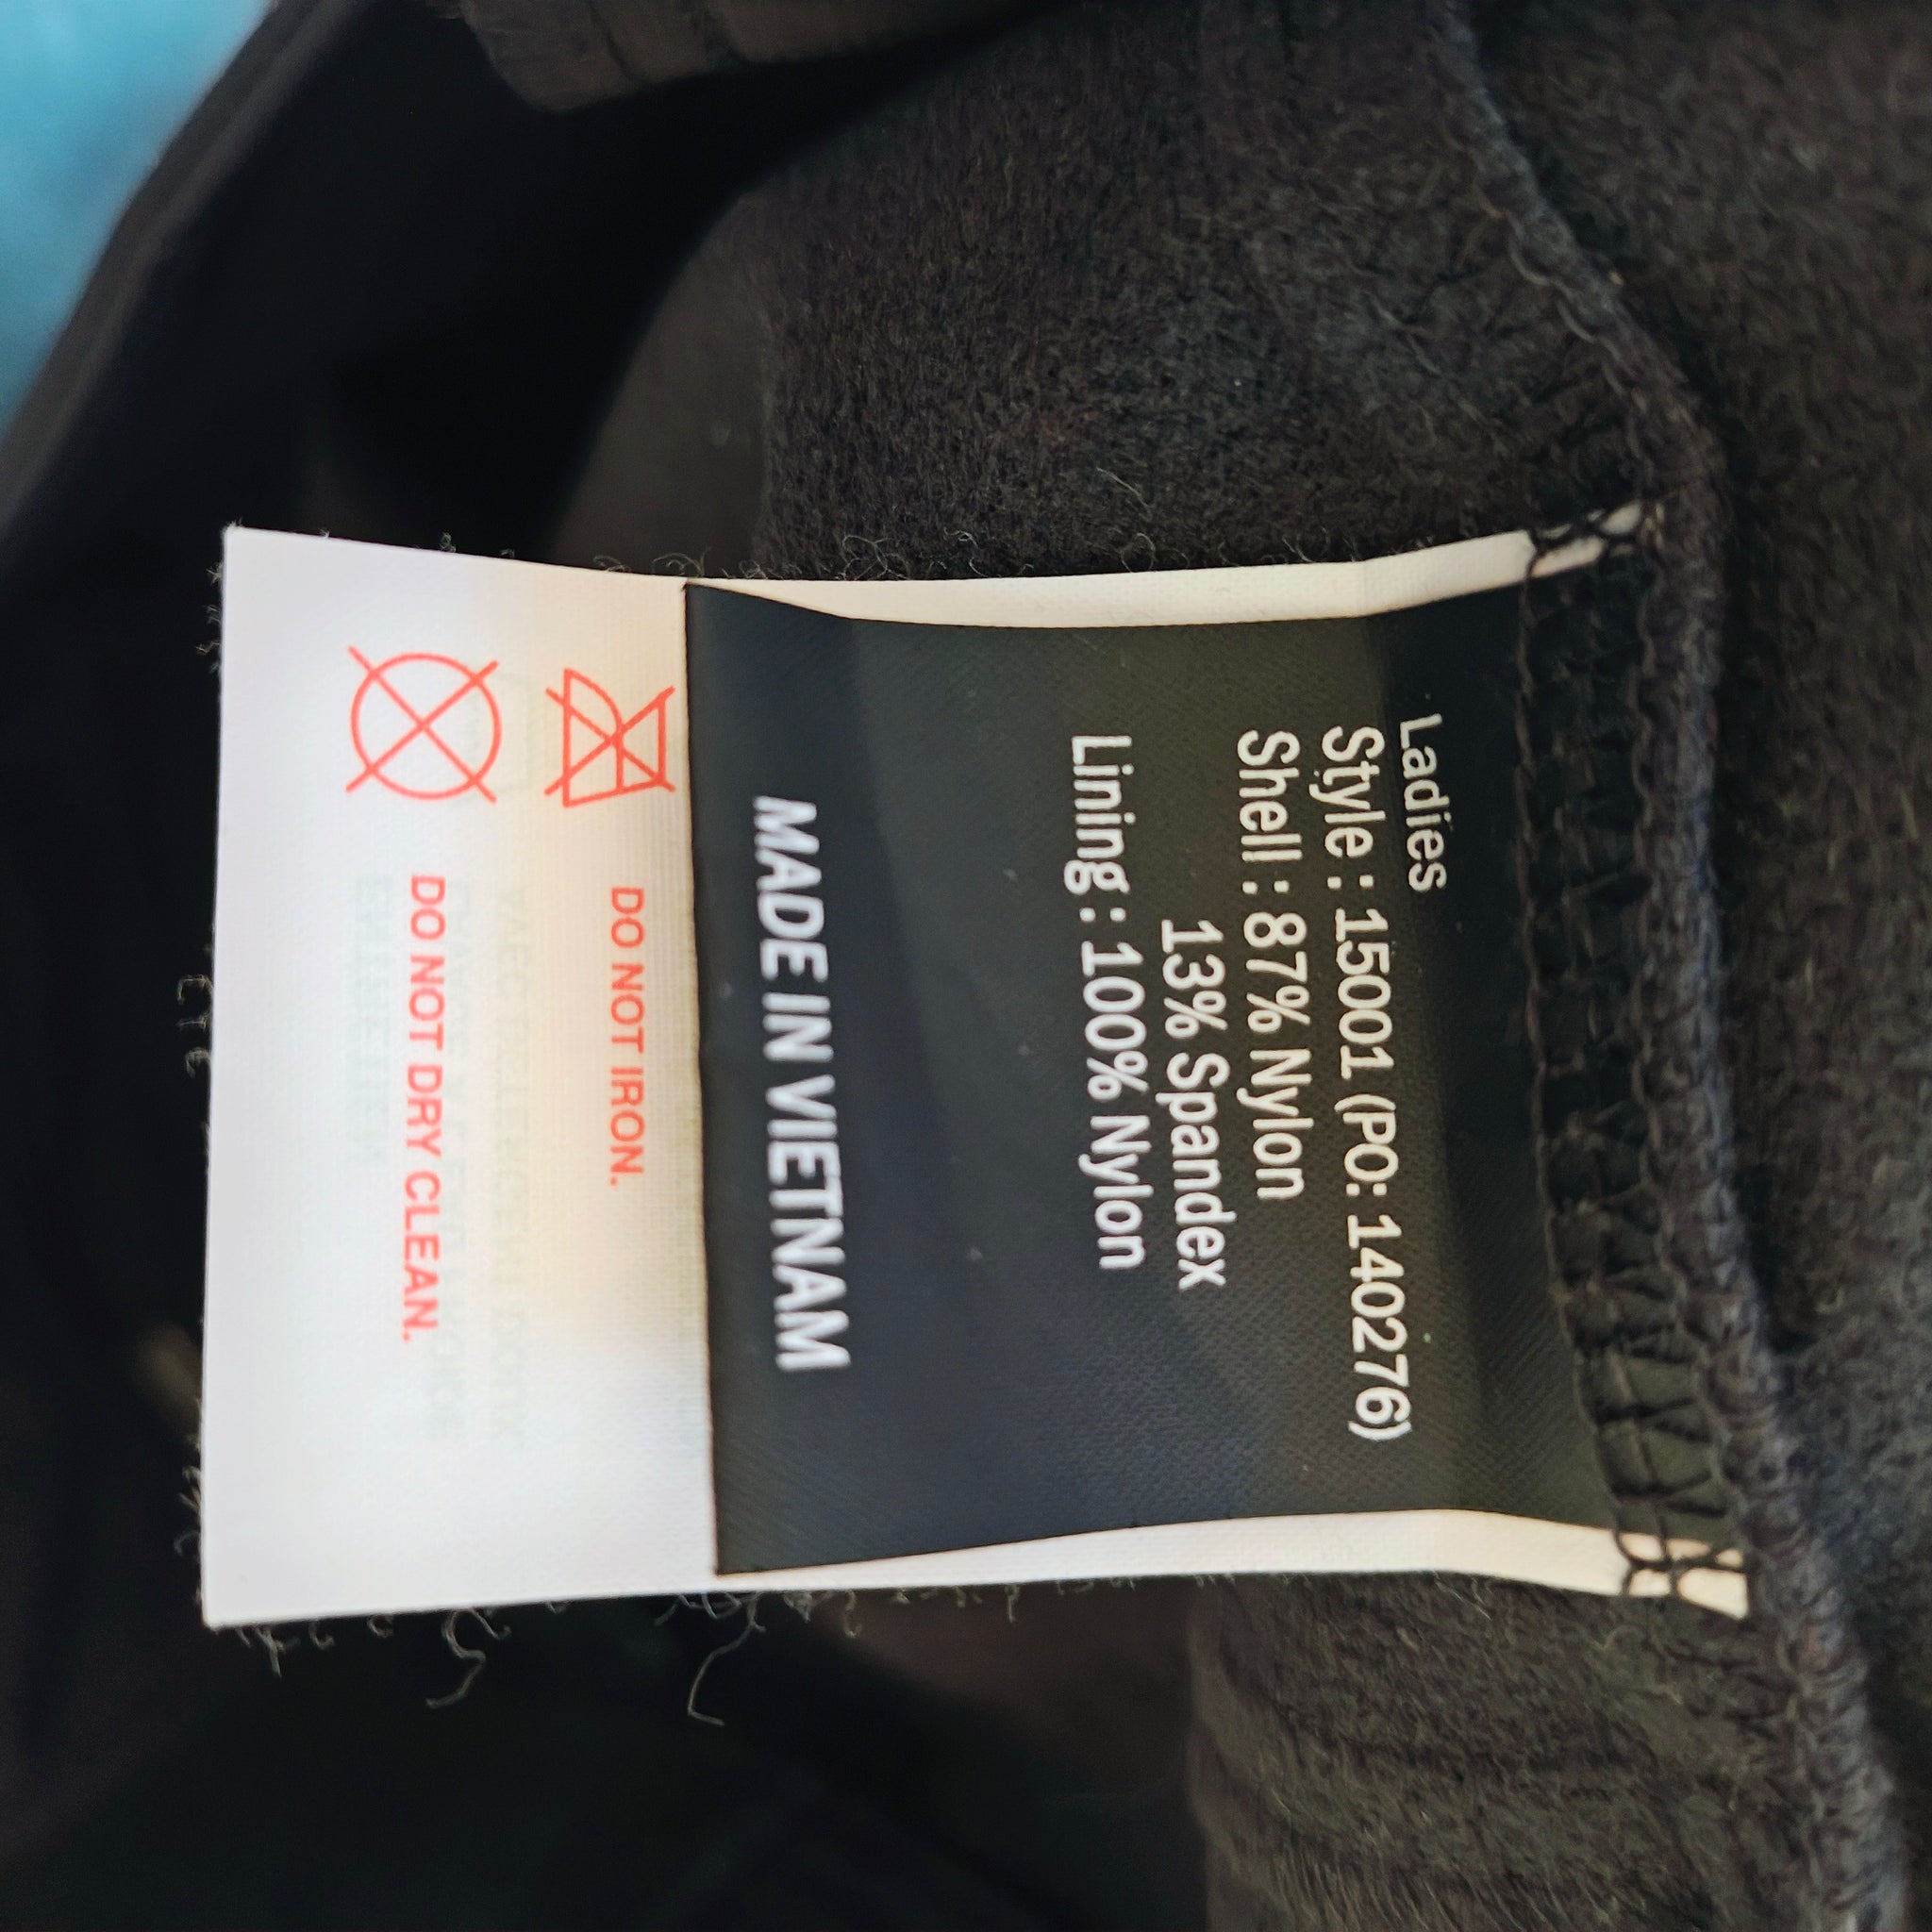 Ladies
Style : 15001 (PO: 140276)
Shell : 87% Nylon
13% Spandex
Lining : 100% Nylon
MADE IN VIETNAM
DO NOT IRON.
DO NOT DRY CLEAN.